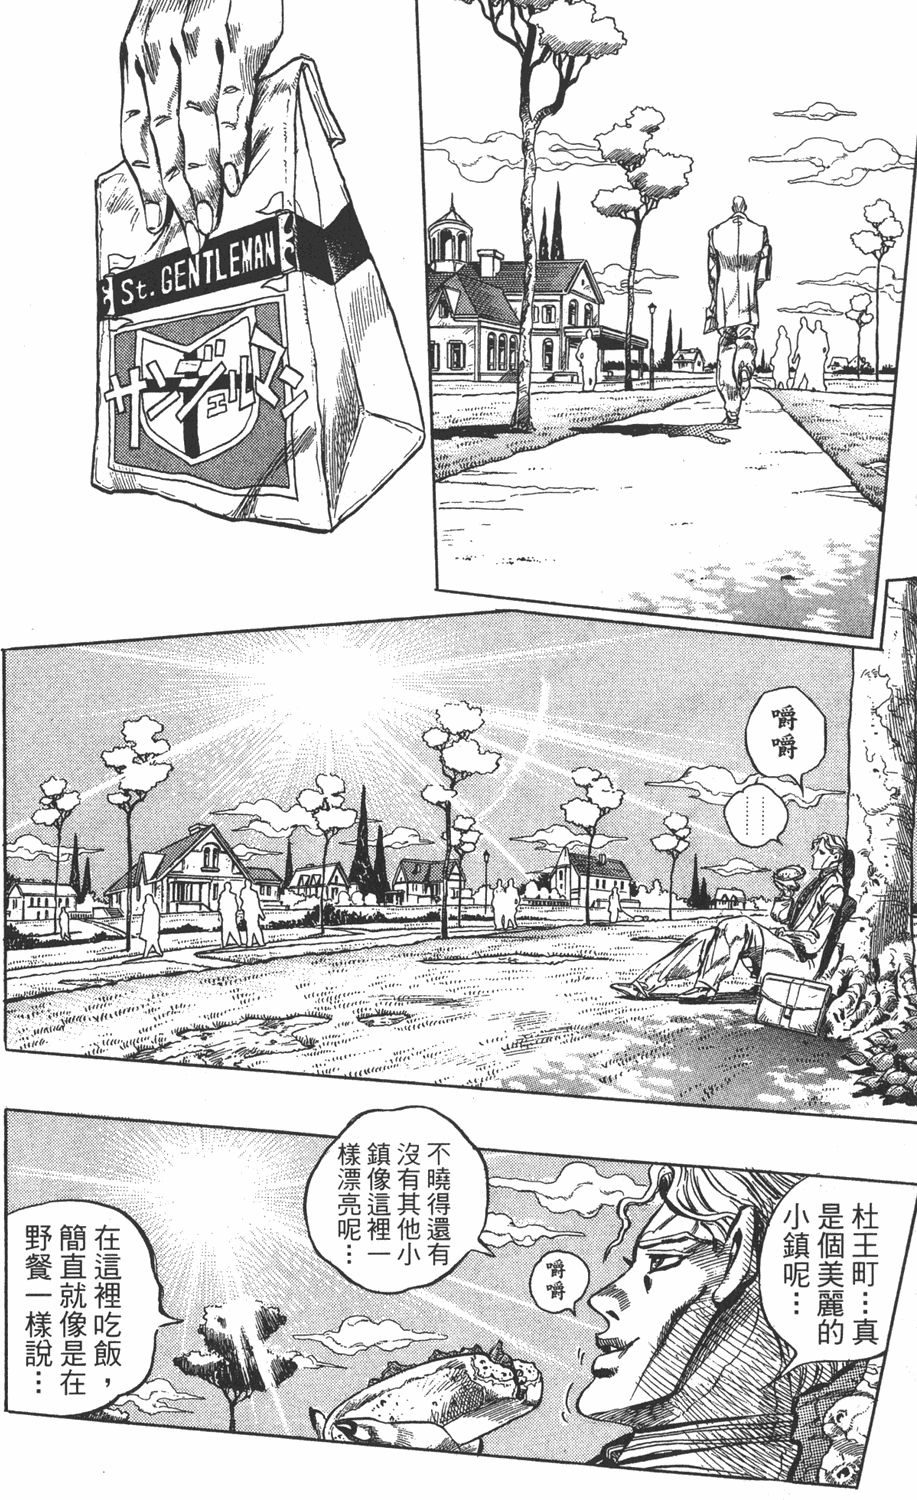 St. GENTLEMAN
サンジェルマン
嚼
嚼
⋯⋯
杜王町…真
是個美麗的
小鎮呢…
嚼
嚼
不曉得還有
沒有其他小
鎮像這裡一
樣漂亮呢…
在這裡吃飯，
簡直就像是在
野餐一樣說…